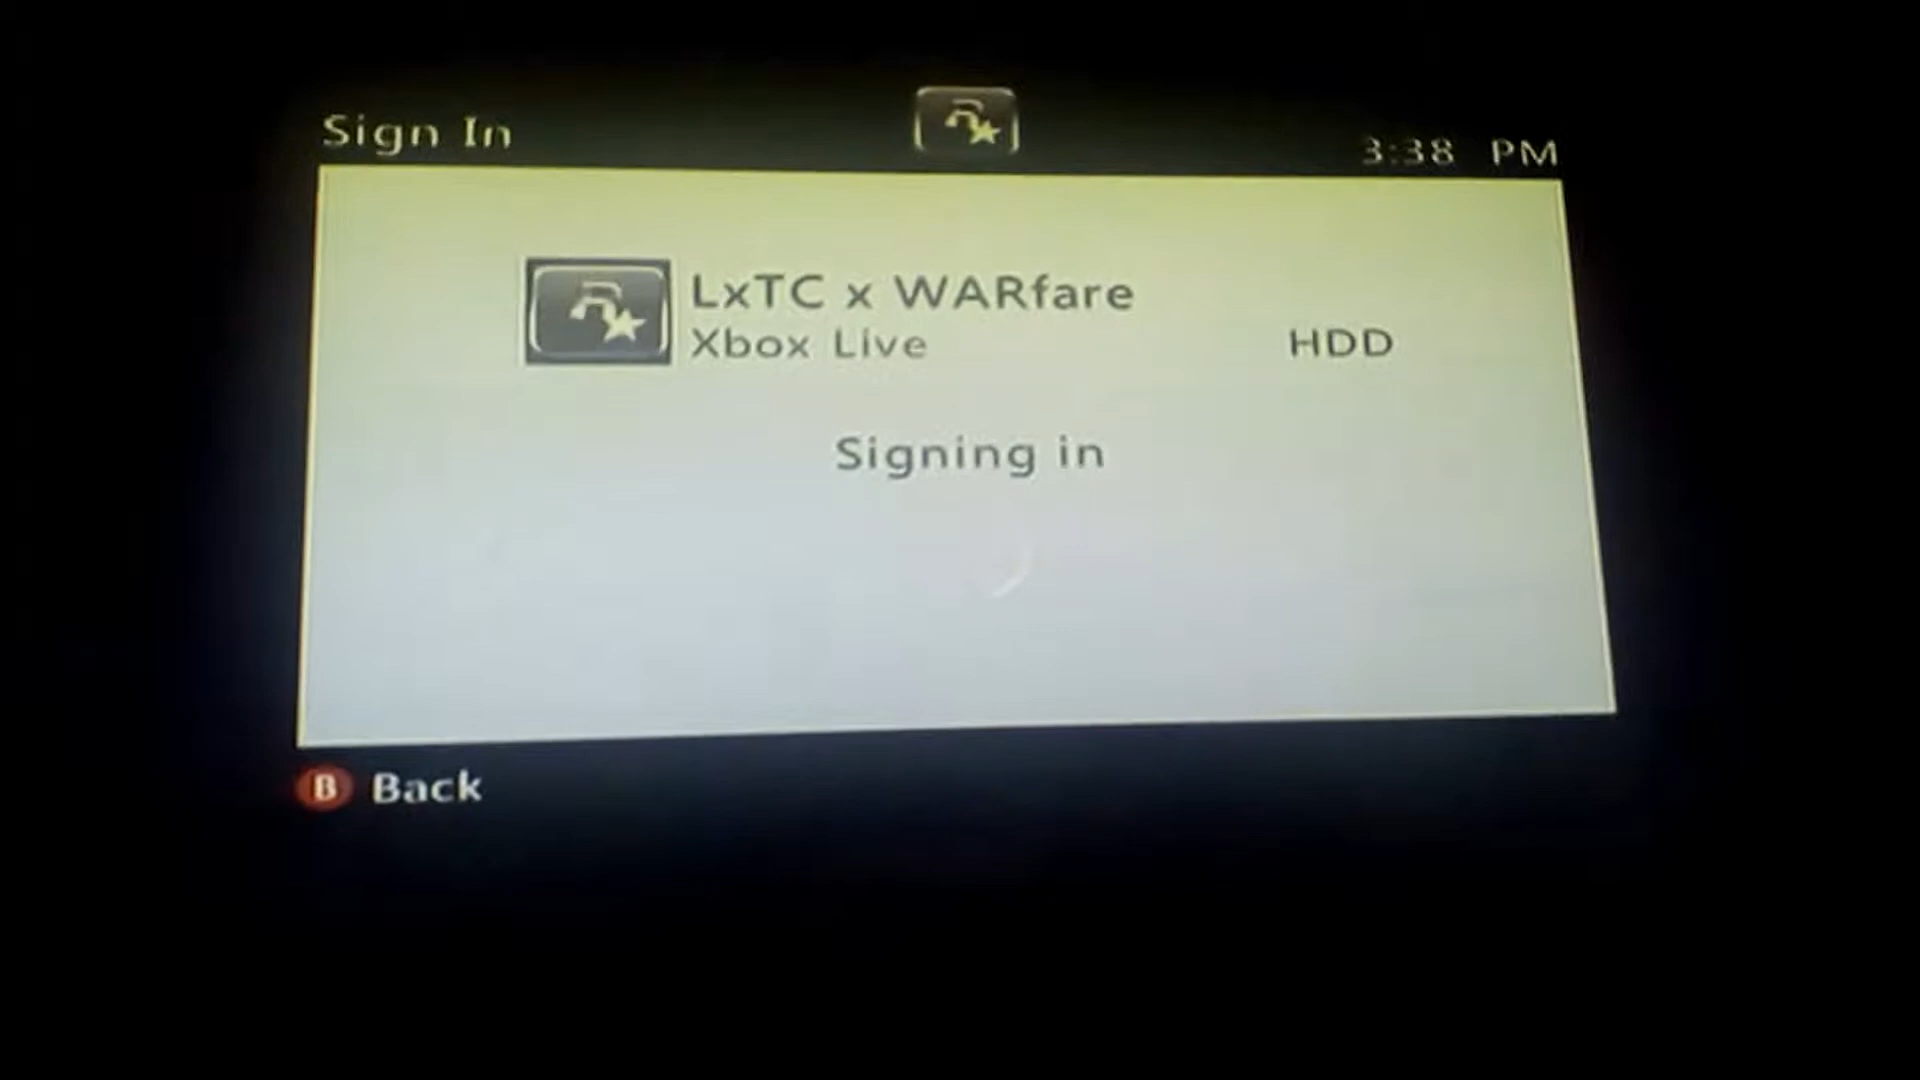 Sign In
3:38 PM
LxTC x WARfare
Xbox Live
HDD
Signing in
B Back